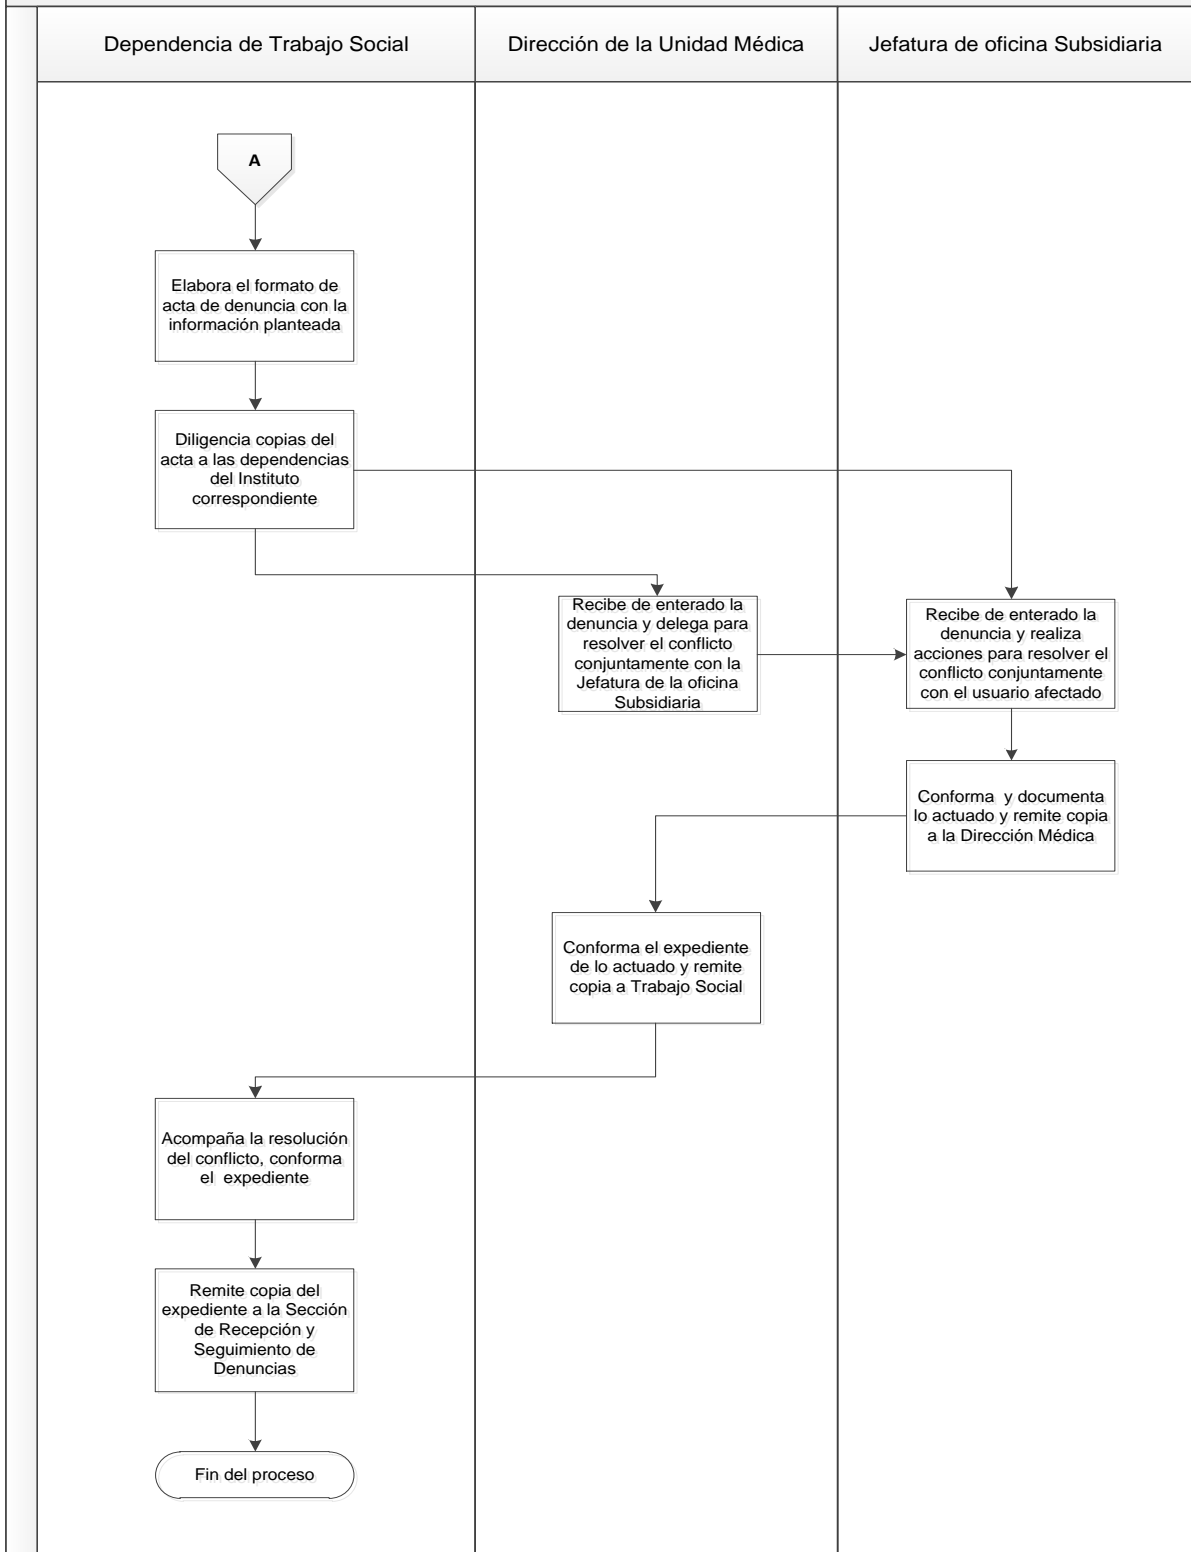 Dependencia de Trabajo Social
Dirección de la Unidad Médica
Jefatura de oficina Subsidiaria
A
Elabora el formato de
acta de denuncia con la
información planteada
Diligencia copias del
acta a las dependencias
del Instituto
correspondiente
Recibe de enterado la
denuncia y delega para
resolver el conflicto
conjuntamente con la
Jefatura de la oficina
Subsidiaria
Recibe de enterado la
denuncia y realiza
acciones para resolver el
conflicto conjuntamente
con el usuario afectado
Conforma y documenta
lo actuado y remite copia
a la Dirección Médica
Conforma el expediente
de lo actuado y remite
copia a Trabajo Social
Acompaña la resolución
del conflicto, conforma
el expediente
Remite copia del
expediente a la Sección
de Recepción y
Seguimiento de
Denuncias
Fin del proceso